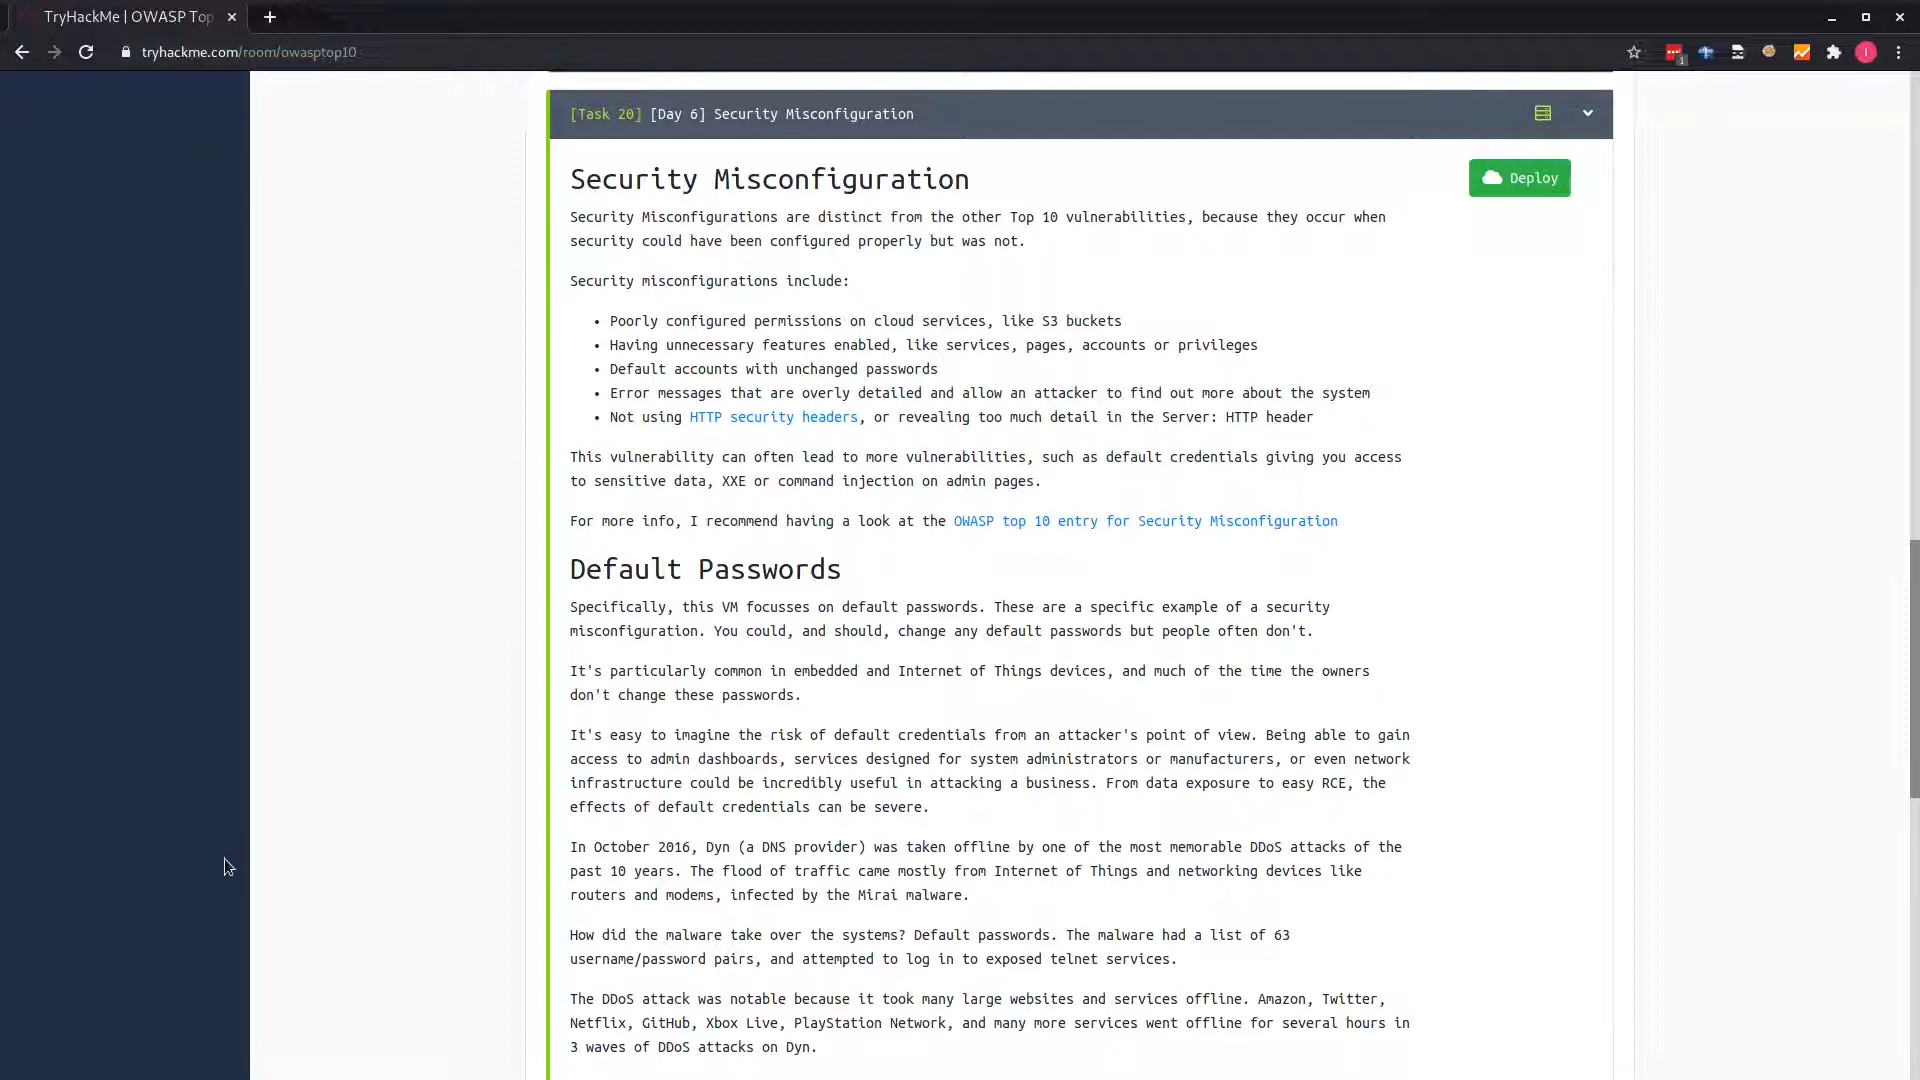 TryHackMe | OWASP Top
tryhackme.com/room/owasptop10
1
I
[Task 20] [Day 6] Security Misconfiguration
Security Misconfiguration
Deploy
Security Misconfigurations are distinct from the other Top 10 vulnerabilities, because they occur when
security could have been configured properly but was not.
Security misconfigurations include:
• Poorly configured permissions on cloud services, like S3 buckets
• Having unnecessary features enabled, like services, pages, accounts or privileges
• Default accounts with unchanged passwords
• Error messages that are overly detailed and allow an attacker to find out more about the system
• Not using HTTP security headers, or revealing too much detail in the Server: HTTP header
This vulnerability can often lead to more vulnerabilities, such as default credentials giving you access
to sensitive data, XXE or command injection on admin pages.
For more info, I recommend having a look at the OWASP top 10 entry for Security Misconfiguration
Default Passwords
Specifically, this VM focusses on default passwords. These are a specific example of a security
misconfiguration. You could, and should, change any default passwords but people often don't.
It's particularly common in embedded and Internet of Things devices, and much of the time the owners
don't change these passwords.
It's easy to imagine the risk of default credentials from an attacker's point of view. Being able to gain
access to admin dashboards, services designed for system administrators or manufacturers, or even network
infrastructure could be incredibly useful in attacking a business. From data exposure to easy RCE, the
effects of default credentials can be severe.
In October 2016, Dyn (a DNS provider) was taken offline by one of the most memorable DDoS attacks of the
past 10 years. The flood of traffic came mostly from Internet of Things and networking devices like
routers and modems, infected by the Mirai malware.
How did the malware take over the systems? Default passwords. The malware had a list of 63
username/password pairs, and attempted to log in to exposed telnet services.
The DDoS attack was notable because it took many large websites and services offline. Amazon, Twitter,
Netflix, GitHub, Xbox Live, PlayStation Network, and many more services went offline for several hours in
3 waves of DDoS attacks on Dyn.